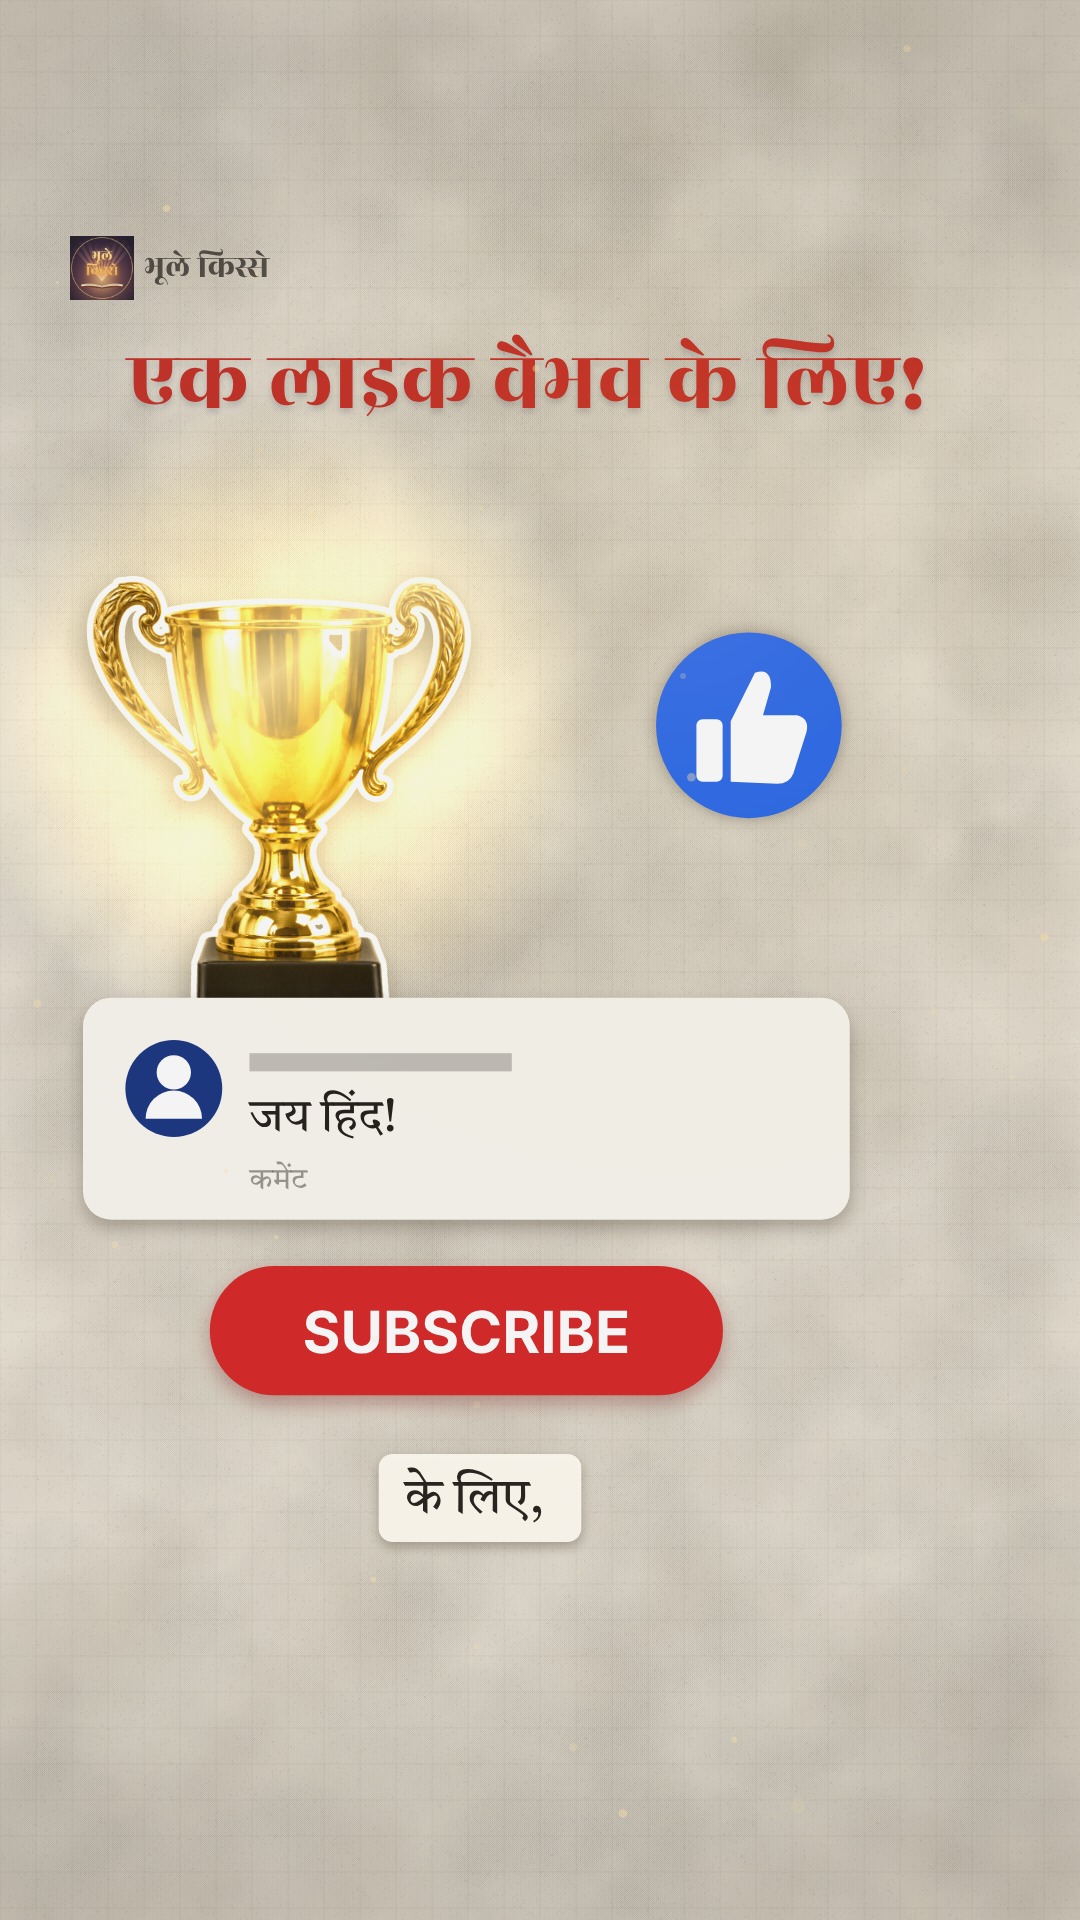 भूले
किस्से
भूले किस्से
एक लाइक वैभव के लिए!
जय हिंद!
कमेंट
SUBSCRIBE
के लिए,